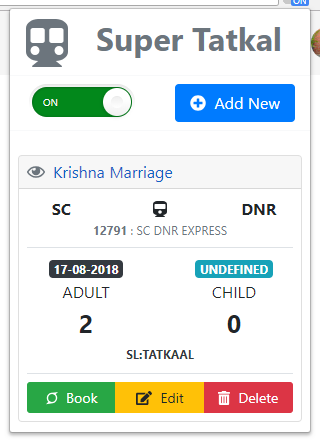 ON
Super Tatkal
ON
Add New
Krishna Marriage
SC DNR
12791 : SC DNR EXPRESS
17-08-2018 UNDEFINED
ADULT CHILD
2 0
SL:TATKAAL
Book Edit Delete